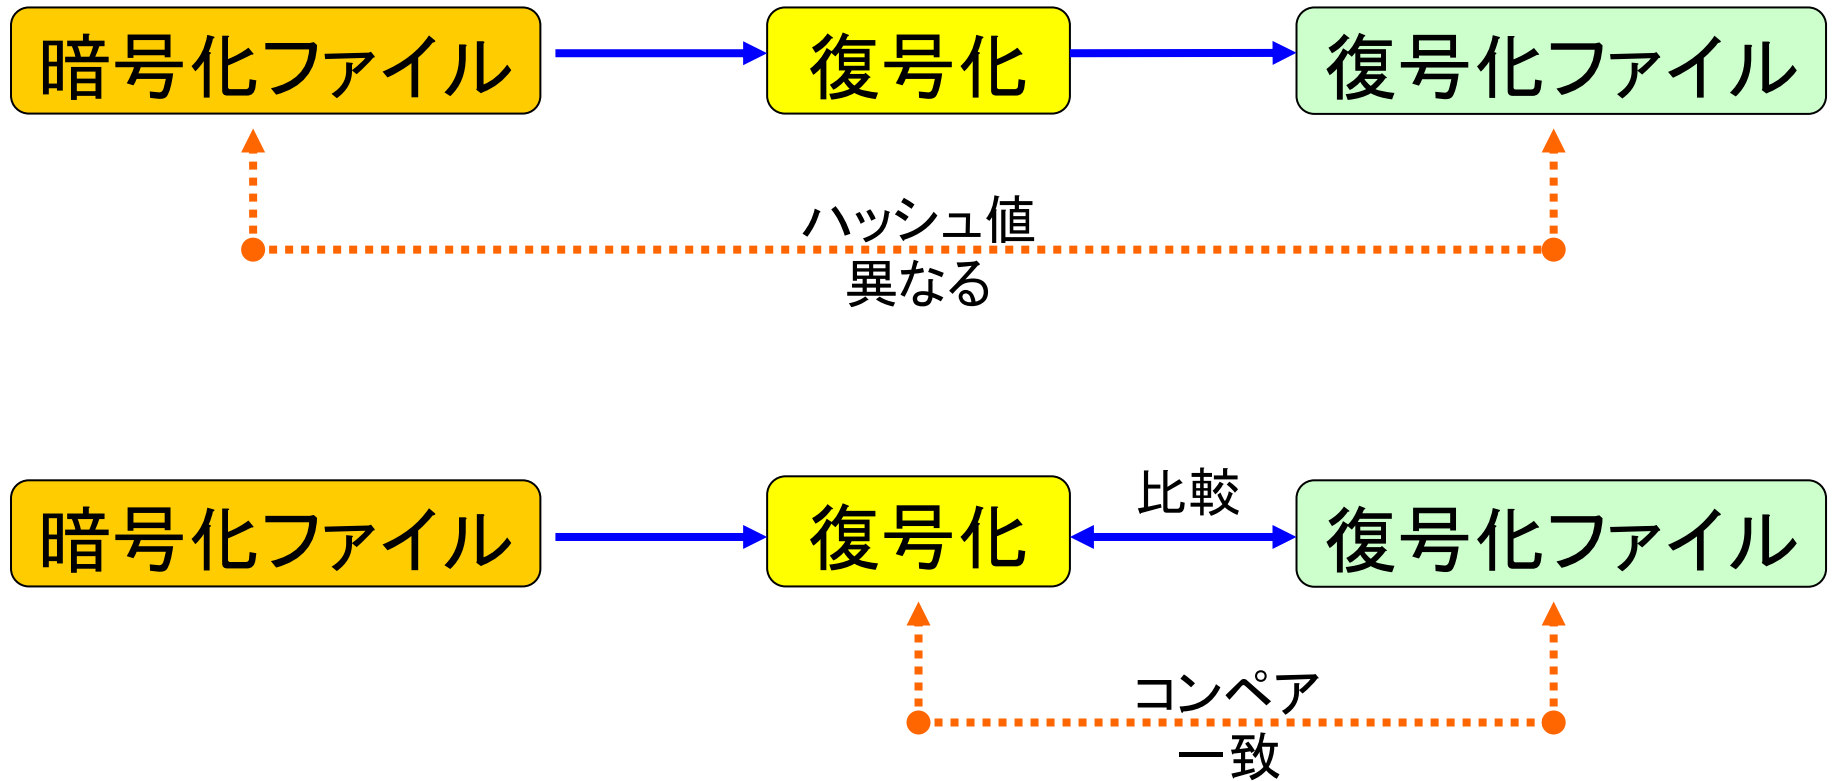 暗号化ファイル
復号化
復号化ファイル
ハッシュ値
異なる
暗号化ファイル
復号化
比較
復号化ファイル
コンペア
一致